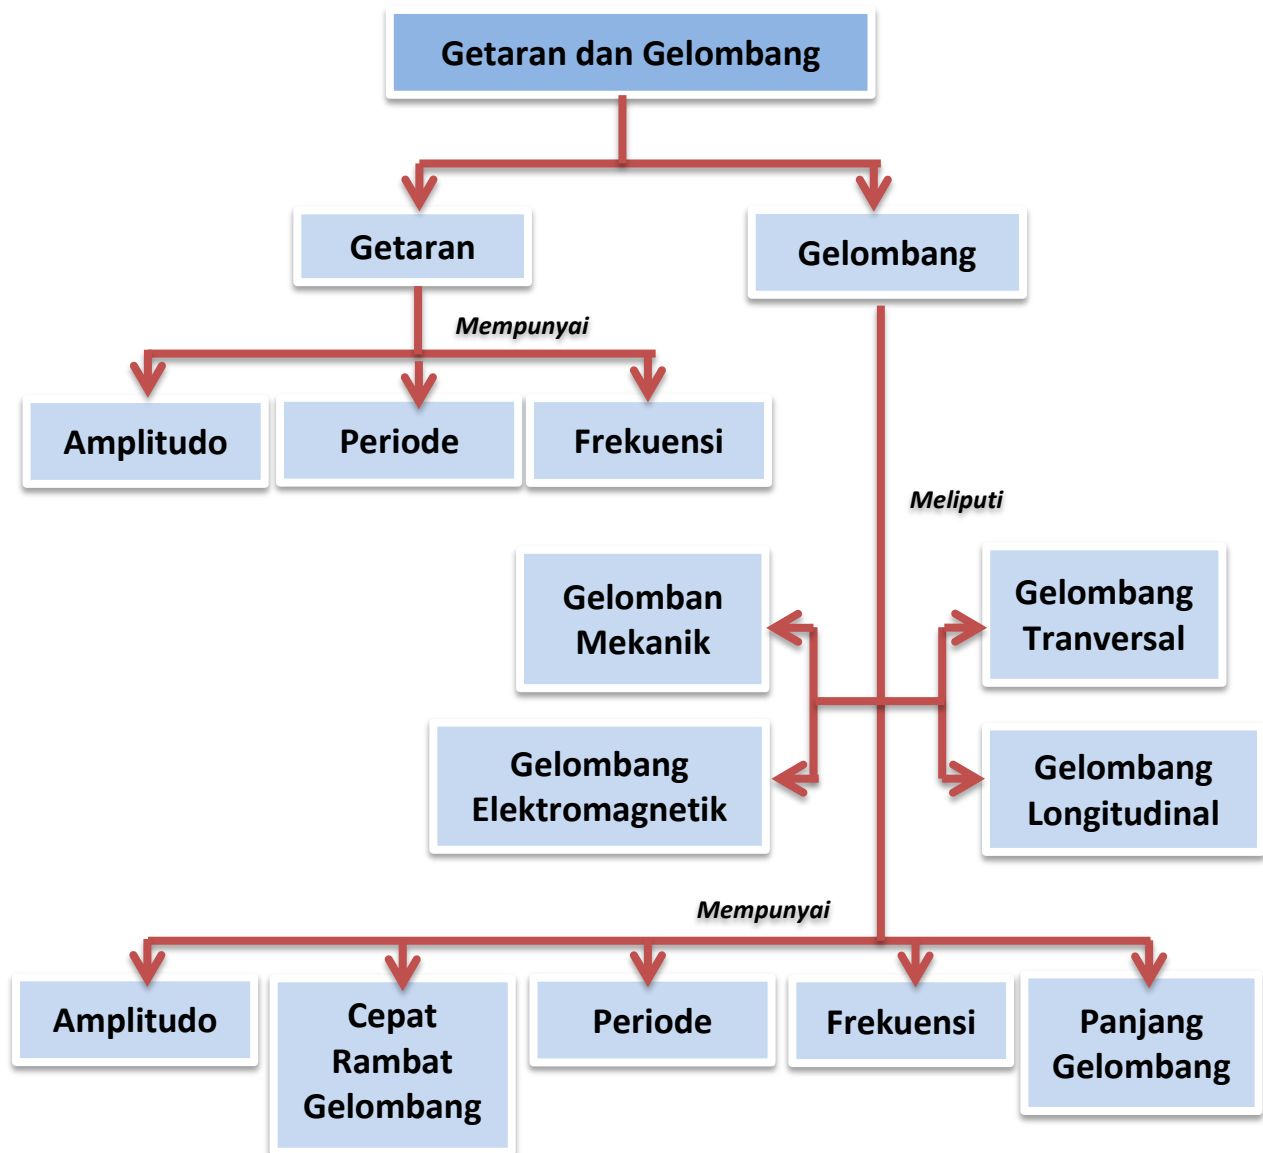 Getaran dan Gelombang
Getaran
Gelombang
Mempunyai
Amplitudo
Periode
Frekuensi
Meliputi
Gelomban
Mekanik
Gelombang
Tranversal
Gelombang
Elektromagnetik
Gelombang
Longitudinal
Mempunyai
Amplitudo
Cepat
Rambat
Gelombang
Periode
Frekuensi
Panjang
Gelombang